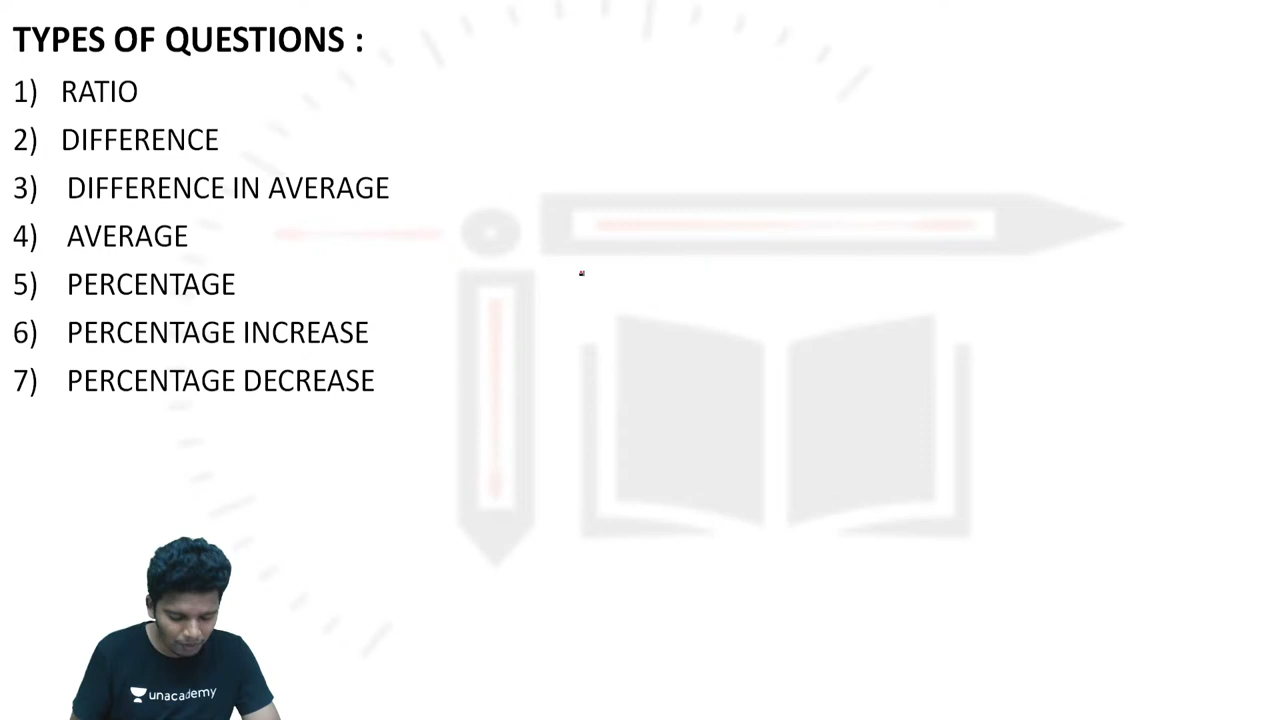 TYPES OF QUESTIONS :
1) RATIO
2) DIFFERENCE
3) DIFFERENCE IN AVERAGE
4) AVERAGE
5) PERCENTAGE
6) PERCENTAGE INCREASE
7) PERCENTAGE DECREASE
unacademy